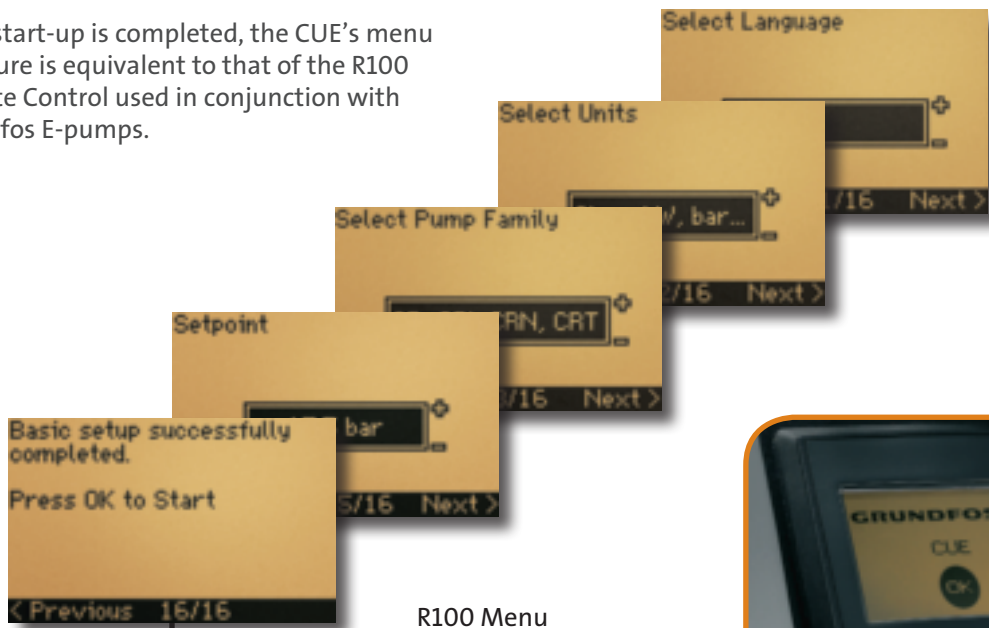 start-up is completed, the CUE's menu
ure is equivalent to that of the R100
te Control used in conjunction with
fos E-pumps.
Select Language
/16 Next >
Select Units
, bar...
2/16 Next >
Select Pump Family
CRN, CRT
/16 Next >
Setpoint
bar
/16 Next >
Basic setup successfully
completed.
Press OK to Start
< Previous 16/16
R100 Menu
GRUNDFOS
CUE
OK